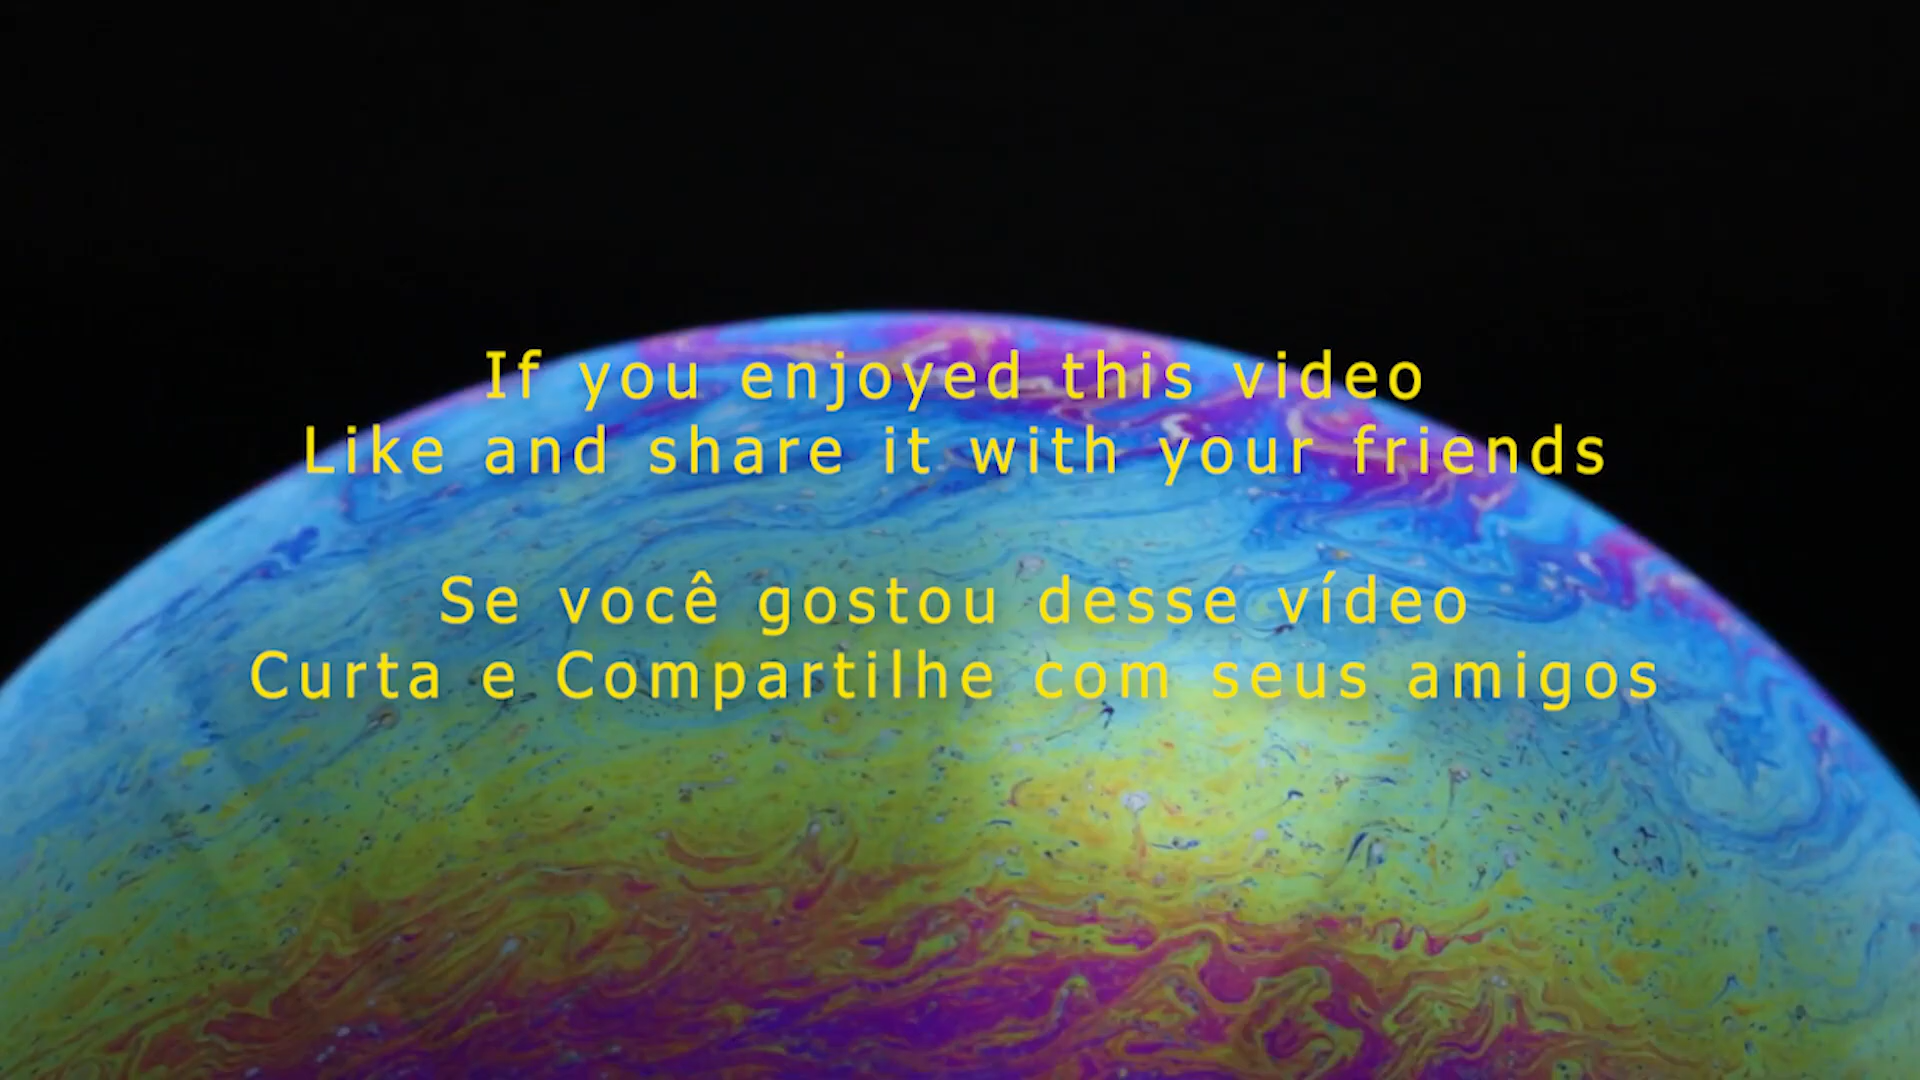 If you enjoyed this video
Like and share it with your friends
Se você gostou desse vídeo
Curta e Compartilhe com seus amigos